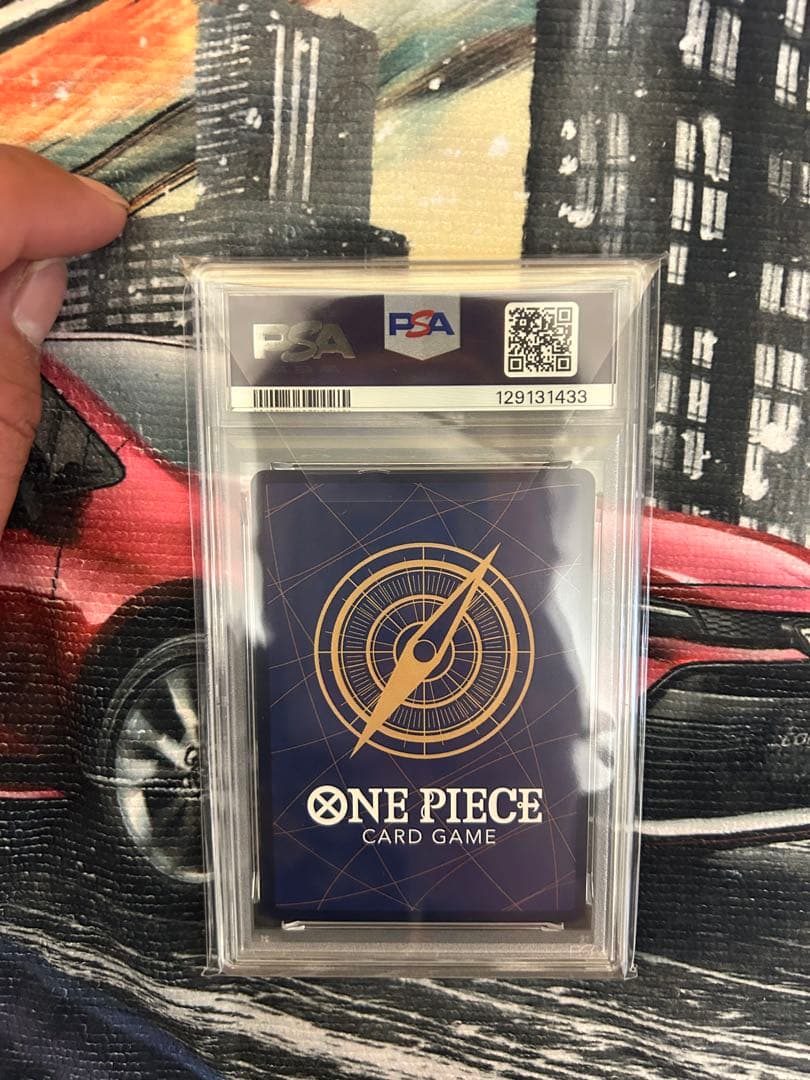 PSA
PSA
129131433
ONE PIECE
CARD GAME